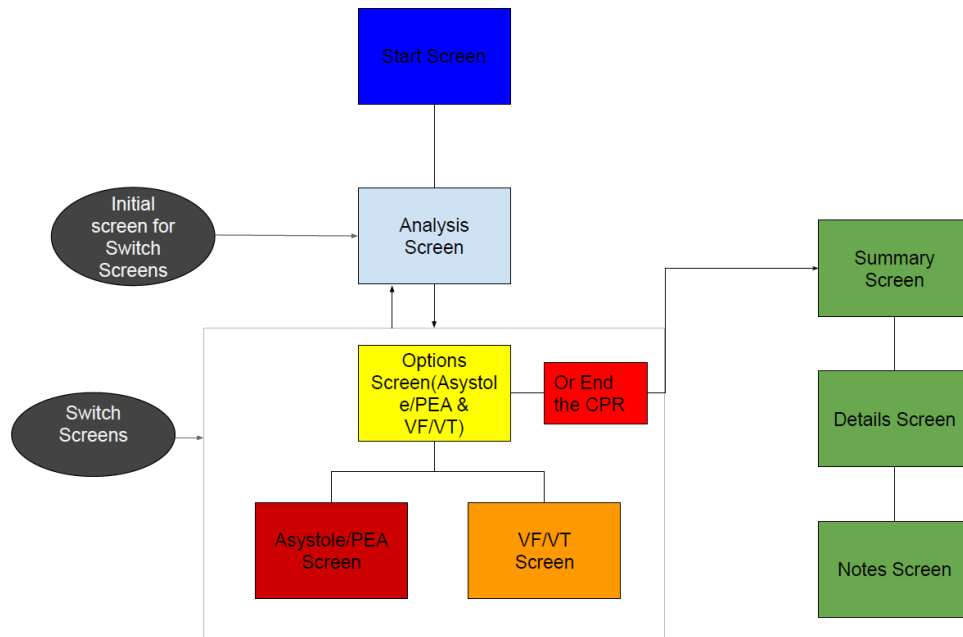 Start Screen
Initial
screen for
Switch
Screens
Analysis
Screen
Summary
Screen
Options
Screen(Asystol
e/PEA &
VF/VT)
Or End
the CPR
Switch
Screens
Details Screen
Asystole/PEA
Screen
VF/VT
Screen
Notes Screen